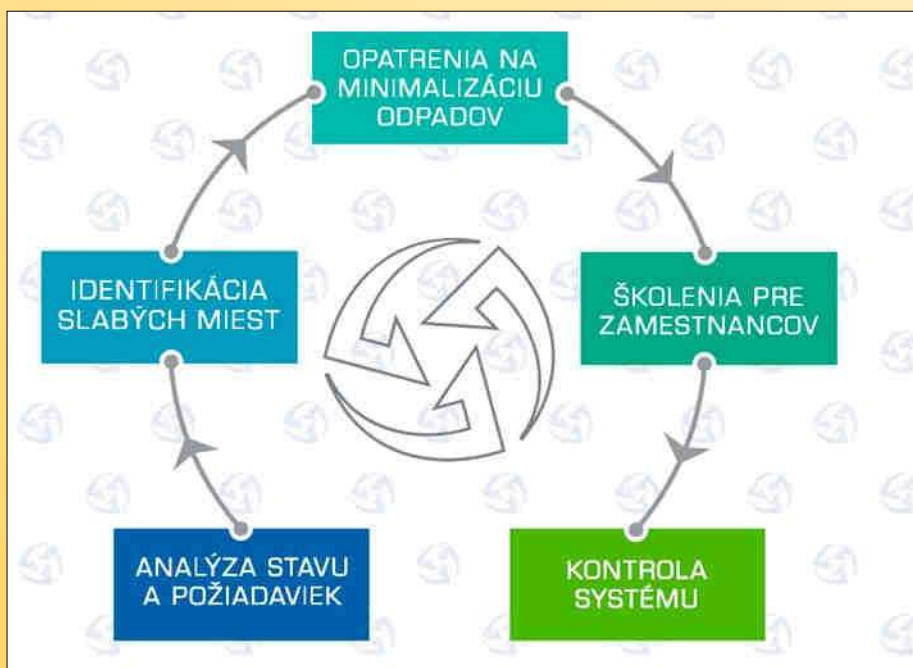 OPATRENIA NA
MINIMALIZÁCIU
ODPADOV
IDENTIFIKÁCIA
SLABÝCH MIEST
ŠKOLENIA PRE
ZAMESTNANCOV
ANALÝZA STAVU
A POŽIADAVIEK
KONTROLA
SYSTÉMU